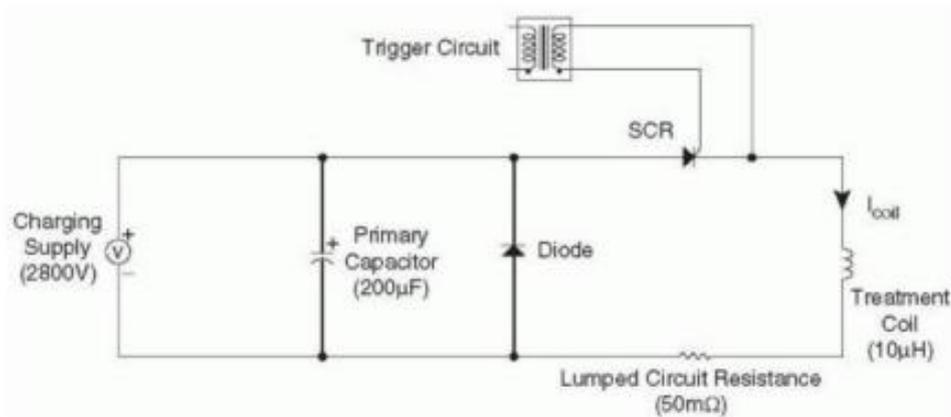 Trigger Circuit
SCR
Charging
Supply
(2800V)
+
V
−
+
Primary
Capacitor
(200µF)
Diode
Icoil
Treatment
Coil
(10µH)
Lumped Circuit Resistance
(50mΩ)